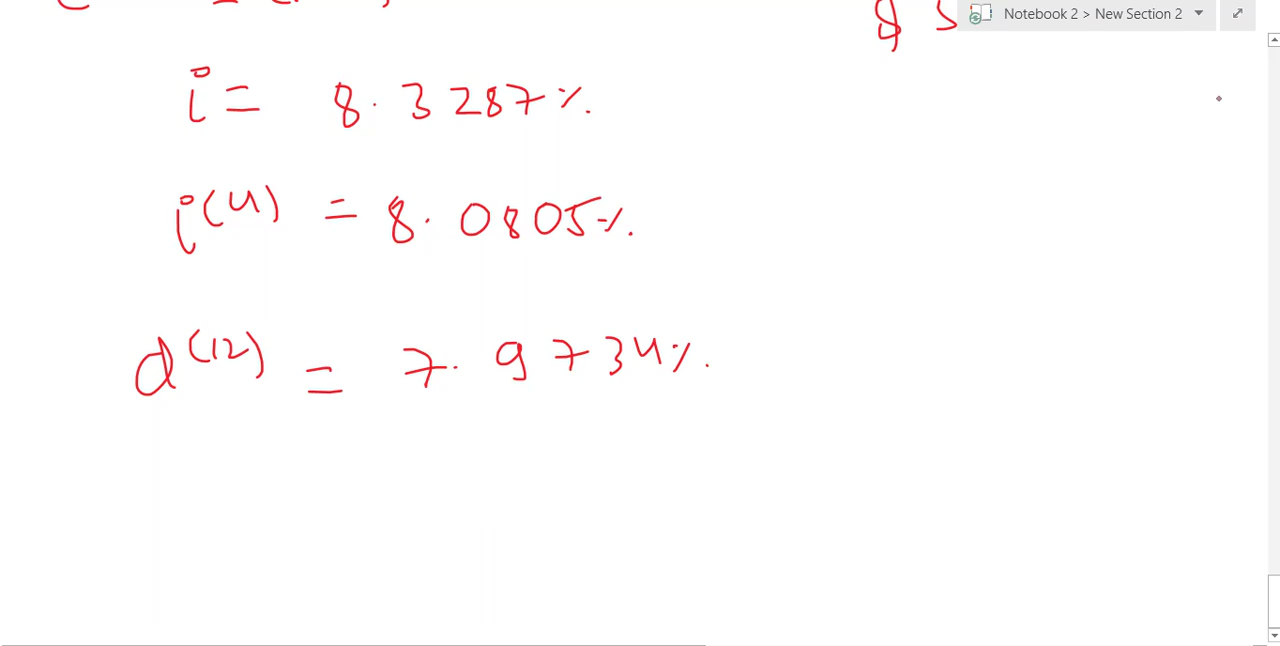 Notebook 2 > New Section 2
i = 8.3287%.
i(4) = 8.0805%.
d(12) = 7.9734%.